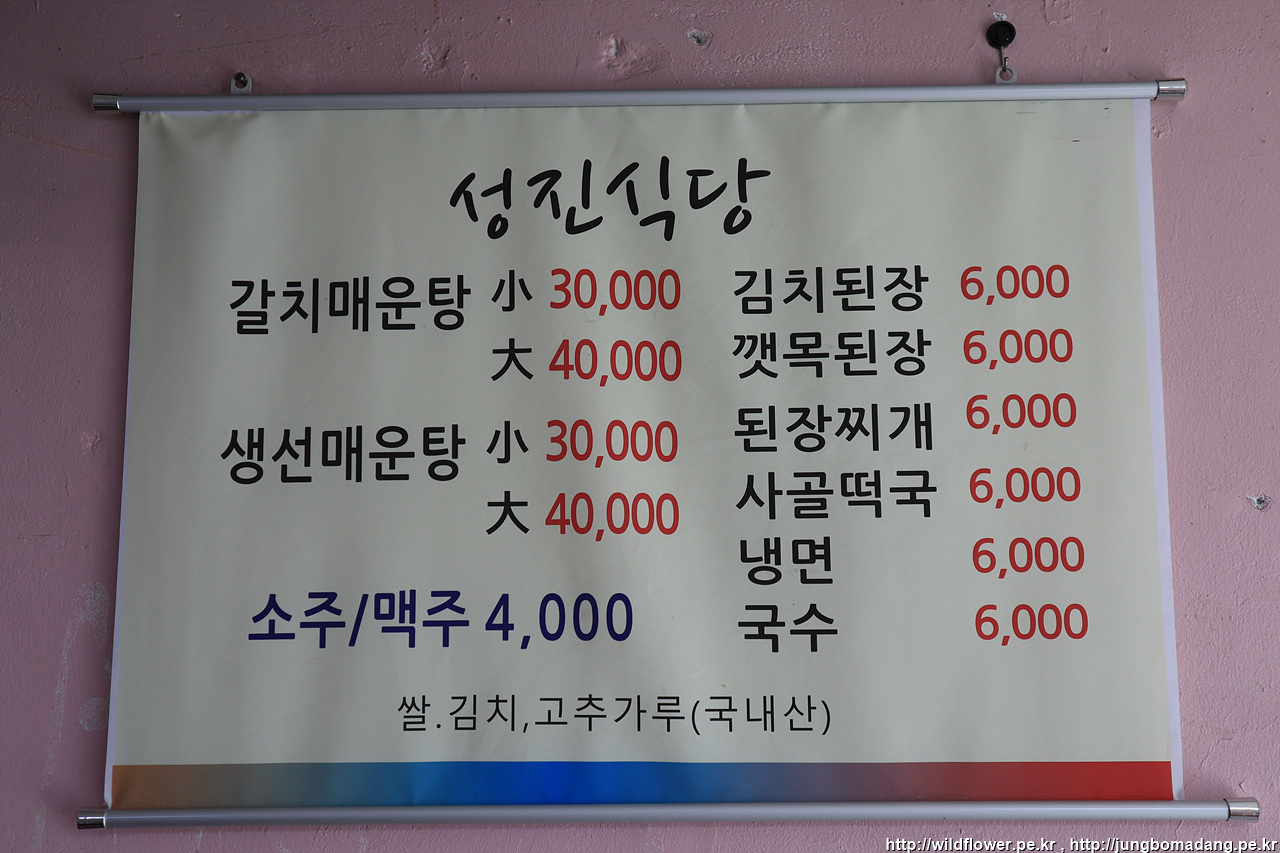 성진식당
갈치매운탕 小 30,000
大 40,000
생선매운탕 小 30,000
大 40,000
소주/맥주 4,000
김치된장 6,000
깻목된장 6,000
된장찌개 6,000
사골떡국 6,000
냉면 6,000
국수 6,000
쌀.김치,고추가루(국내산)
http://wildflower.pe.kr , http://jungbomadang.pe.kr